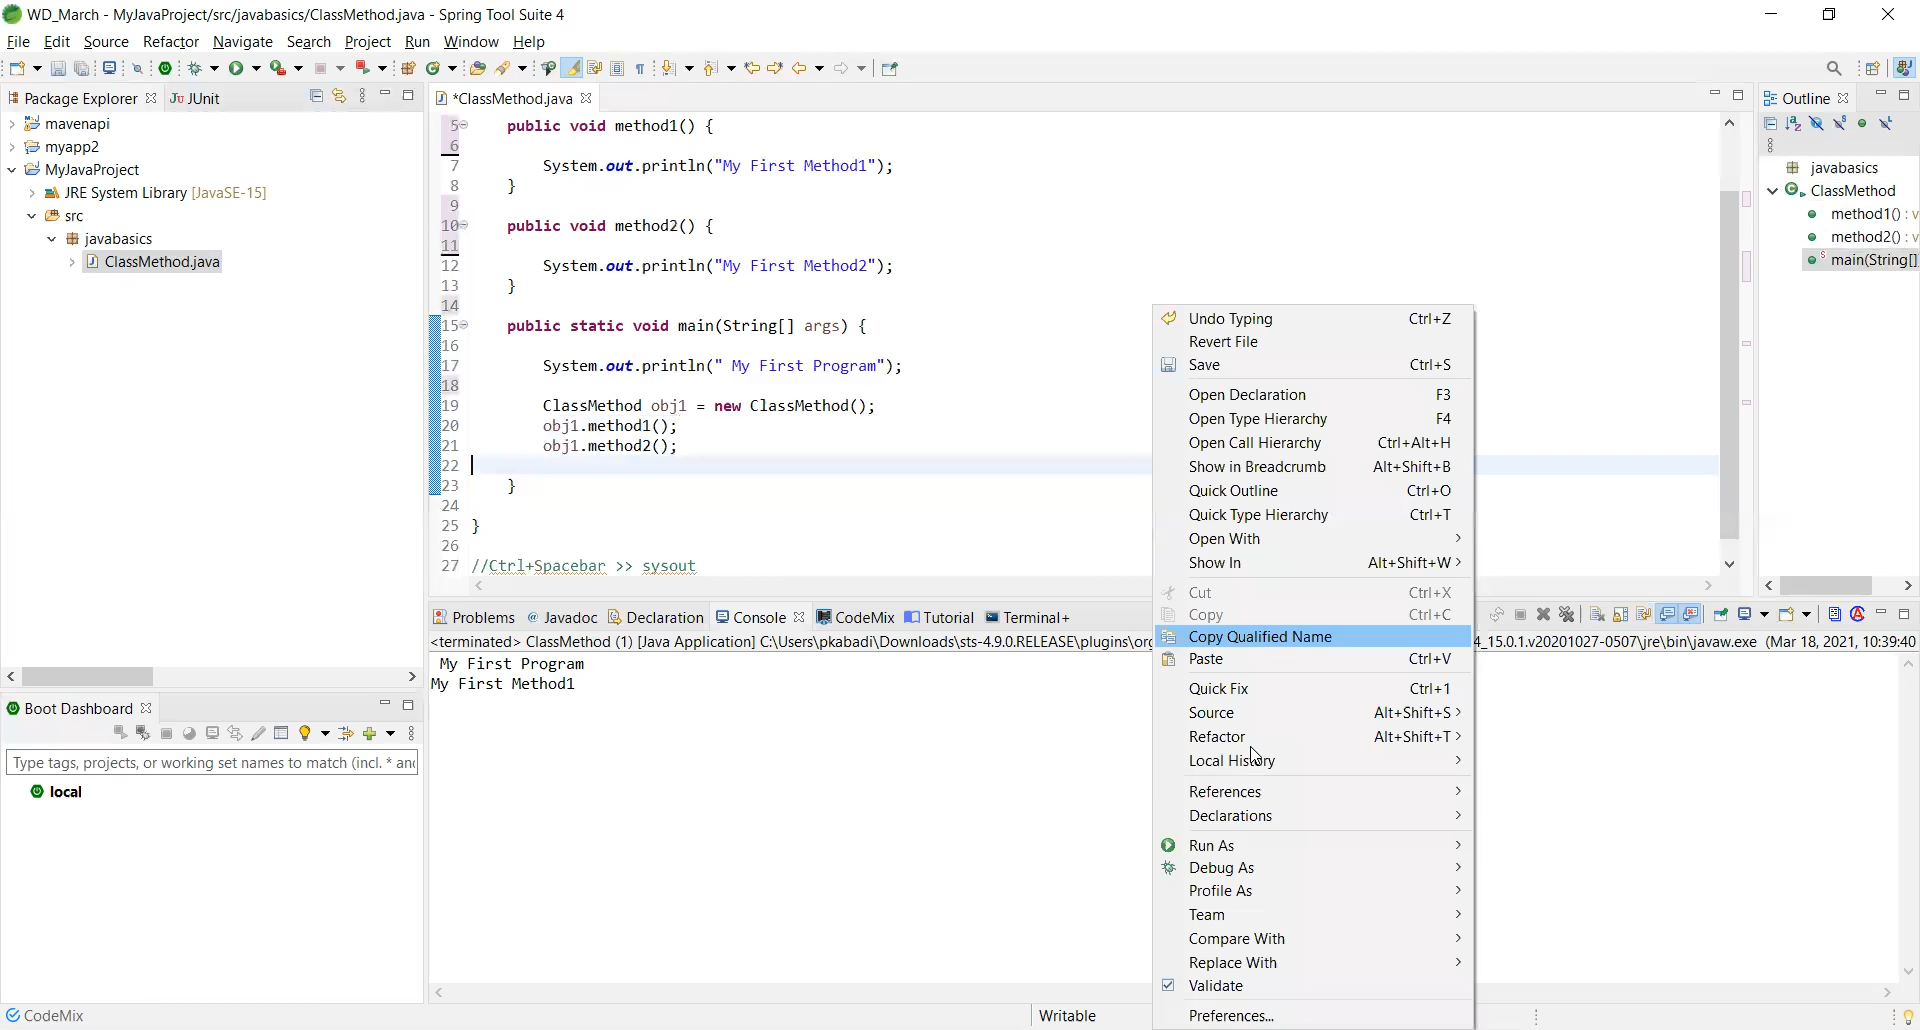 WD_March - MyJavaProject/src/javabasics/ClassMethod.java - Spring Tool Suite 4
File Edit Source Refactor Navigate Search Project Run Window Help
Package Explorer
JUnit
mavenapi
myapp2
MyJavaProject
JRE System Library [JavaSE-15]
src
javabasics
ClassMethod.java
*ClassMethod.java
5 public void method1() {
6
7 System.out.println("My First Method1");
8 }
9
10 public void method2() {
11
12 System.out.println("My First Method2");
13 }
14
15 public static void main(String[] args) {
16
17 System.out.println(" My First Program");
18
19 ClassMethod obj1 = new ClassMethod();
20 obj1.method1();
21 obj1.method2();
22
23 }
24
25 }
26
27 //Ctrl+Spacebar >> sysout
Outline
javabasics
ClassMethod
method1() : v
method2() : v
main(String[]
Undo Typing Ctrl+Z
Revert File
Save Ctrl+S
Open Declaration F3
Open Type Hierarchy F4
Open Call Hierarchy Ctrl+Alt+H
Show in Breadcrumb Alt+Shift+B
Quick Outline Ctrl+O
Quick Type Hierarchy Ctrl+T
Open With
Show In Alt+Shift+W
Cut Ctrl+X
Copy Ctrl+C
Copy Qualified Name
Paste Ctrl+V
Quick Fix Ctrl+1
Source Alt+Shift+S
Refactor Alt+Shift+T
Local History
References
Declarations
Run As
Debug As
Profile As
Team
Compare With
Replace With
Validate
Preferences...
Problems Javadoc Declaration Console CodeMix Tutorial Terminal+
<terminated> ClassMethod (1) [Java Application] C:\Users\pkabadi\Downloads\sts-4.9.0.RELEASE\plugins\org
4_15.0.1.v20201027-0507\jre\bin\javaw.exe (Mar 18, 2021, 10:39:40
My First Program
My First Method1
Boot Dashboard
Type tags, projects, or working set names to match (incl. * and
local
CodeMix
Writable